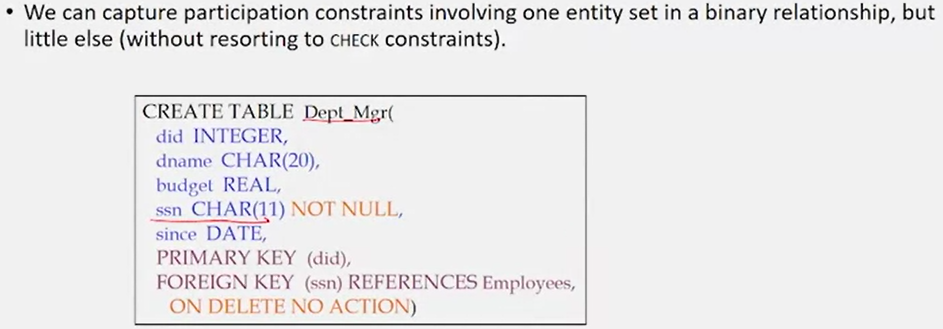 • We can capture participation constraints involving one entity set in a binary relationship, but
little else (without resorting to CHECK constraints).
CREATE TABLE Dept_Mgr(
did INTEGER,
dname CHAR(20),
budget REAL,
ssn CHAR(11) NOT NULL,
since DATE,
PRIMARY KEY (did),
FOREIGN KEY (ssn) REFERENCES Employees,
ON DELETE NO ACTION)